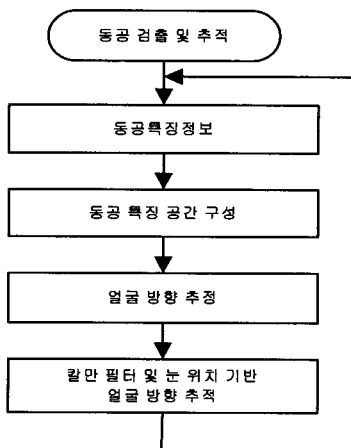 동공 검출 및 추적
동공특징정보
동공 특징 공간 구성
얼굴 방향 추정
칼만 필터 및 눈 위치 기반
얼굴 방향 추적